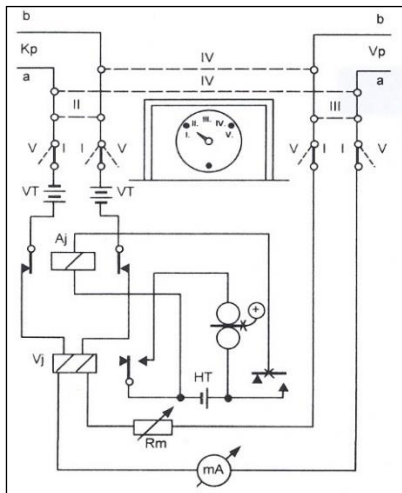 b b
Kp IV Vp
IV
a a
II III
I. II. III. IV. V.
V I I V V I I V
VT VT
Aj
+
Vj HT
Rm
mA